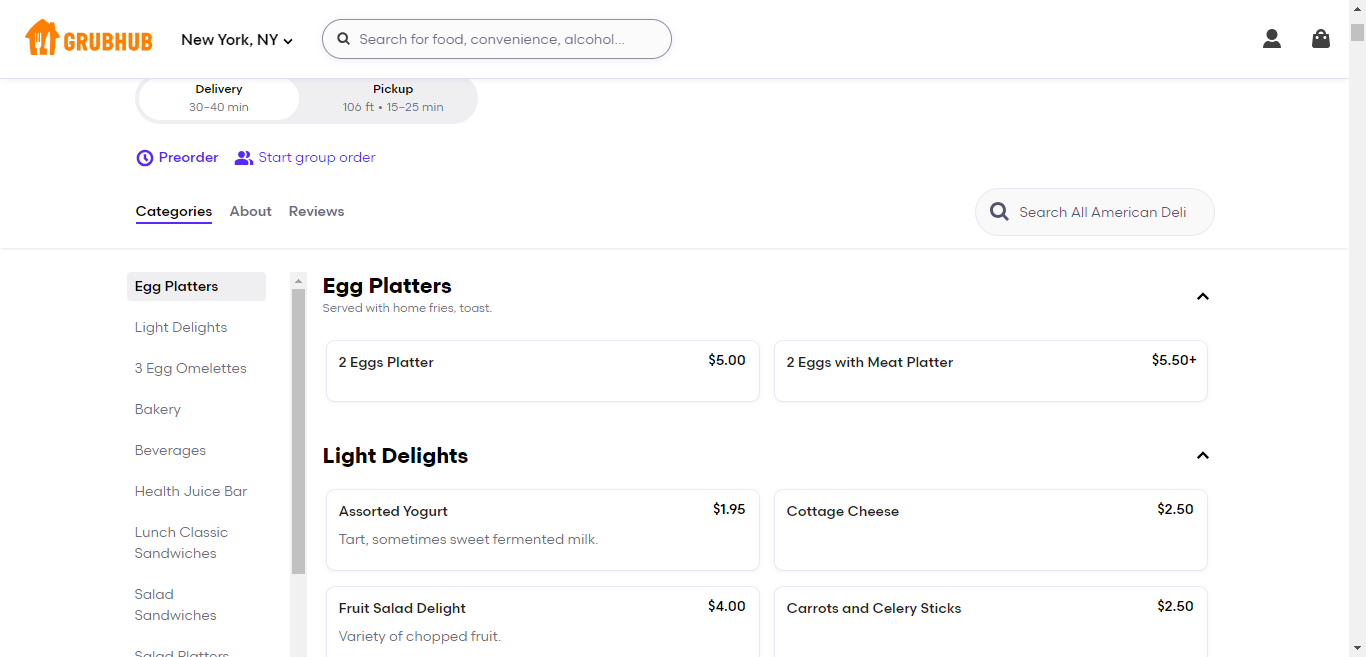 GRUBHUB
New York, NY
Search for food, convenience, alcohol...
Delivery
30–40 min
Pickup
106 ft • 15–25 min
Preorder
Start group order
Categories
About
Reviews
Search All American Deli
Egg Platters
Light Delights
3 Egg Omelettes
Bakery
Beverages
Health Juice Bar
Lunch Classic
Sandwiches
Salad
Sandwiches
Salad Platters
Egg Platters
Served with home fries, toast.
2 Eggs Platter
$5.00
2 Eggs with Meat Platter
$5.50+
Light Delights
Assorted Yogurt
$1.95
Tart, sometimes sweet fermented milk.
Cottage Cheese
$2.50
Fruit Salad Delight
$4.00
Variety of chopped fruit.
Carrots and Celery Sticks
$2.50